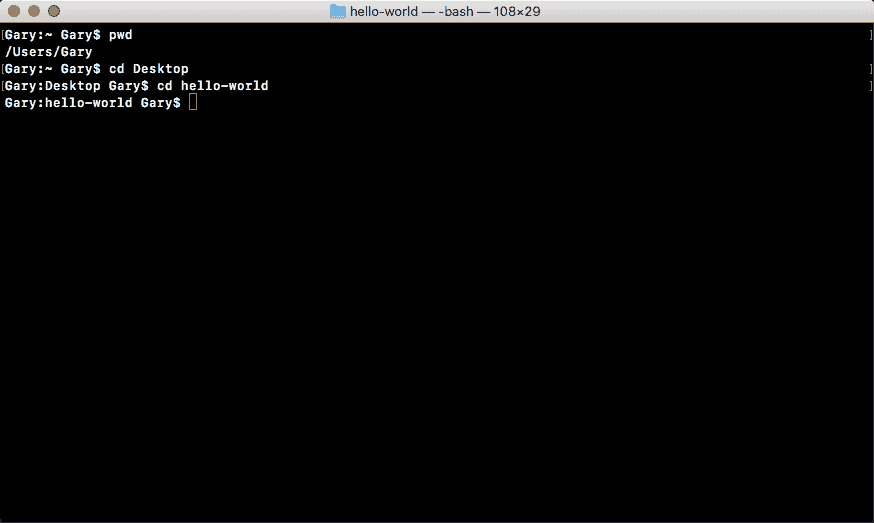 hello-world — -bash — 108×29
[Gary:~ Gary$ pwd ]
/Users/Gary
[Gary:~ Gary$ cd Desktop ]
[Gary:Desktop Gary$ cd hello-world ]
Gary:hello-world Gary$